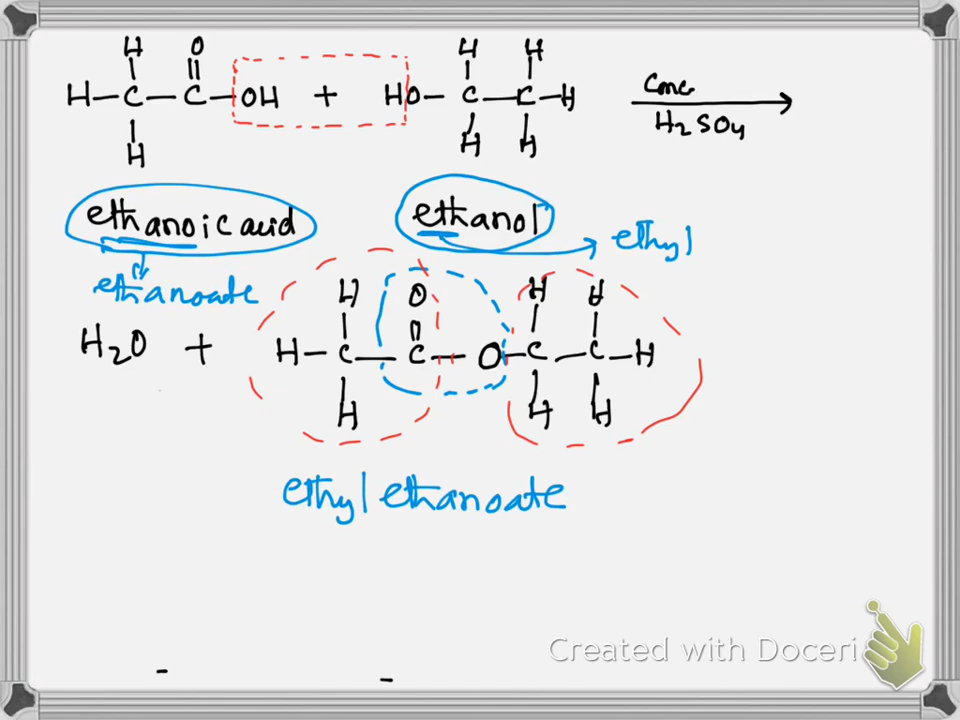 H H O H H
H—C—C—OH + HO—C—C—H Conc
H H H H₂SO₄
ethanoic acid ethanol ethyl
ethanoate H O H H
H₂O + H—C—C—O—C—C—H
H H H
ethyl ethanoate
Created with Doceri